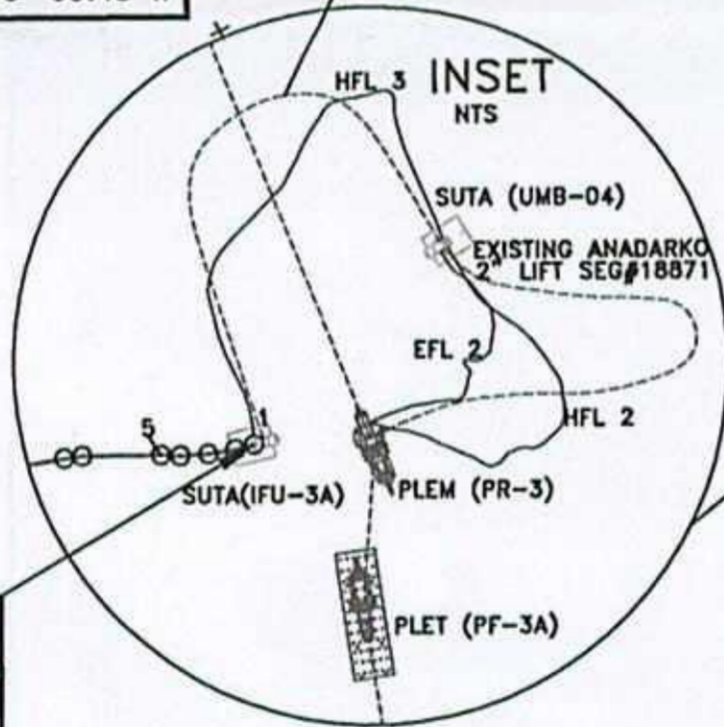 INSET
NTS
HFL 3
SUTA (UMB-04)
EXISTING ANADARKO
2" LIFT SEG#18871
EFL 2
HFL 2
5
1
SUTA(IFU-3A)
PLEM (PR-3)
PLET (PF-3A)